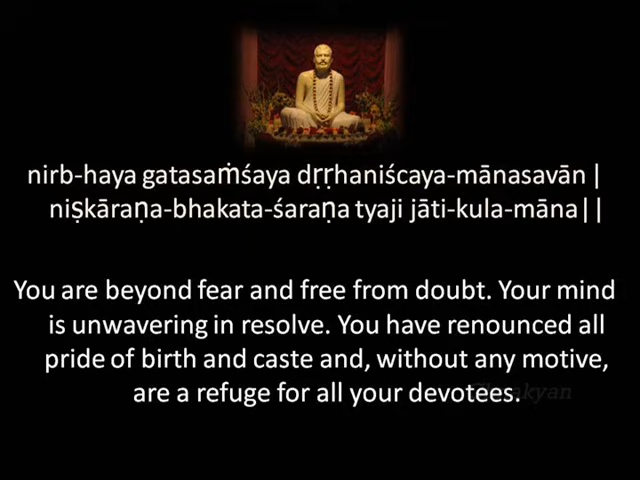 nirb-haya gatasaṁśaya dṛṛhaniścaya-mānasavān |
niṣkāraṇa-bhakata-śaraṇa tyaji jāti-kula-māna||
You are beyond fear and free from doubt. Your mind
is unwavering in resolve. You have renounced all
pride of birth and caste and, without any motive,
are a refuge for all your devotees.